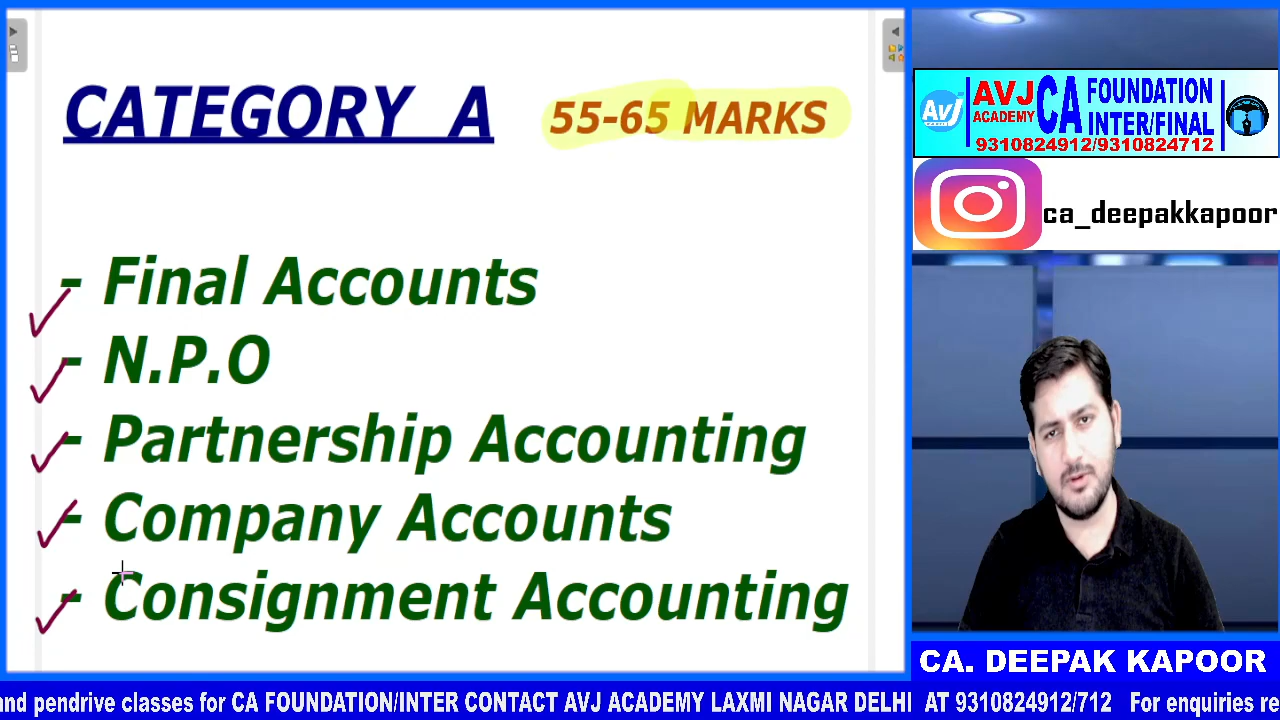 CATEGORY A
55-65 MARKS
- Final Accounts
- N.P.O
- Partnership Accounting
- Company Accounts
- Consignment Accounting
AVJ
AVJ
ACADEMY
CA
FOUNDATION
INTER/FINAL
9310824912/9310824712
ca_deepakkapoor
CA. DEEPAK KAPOOR
and pendrive classes for CA FOUNDATION/INTER CONTACT AVJ ACADEMY LAXMI NAGAR DELHI AT 9310824912/712 For enquiries re